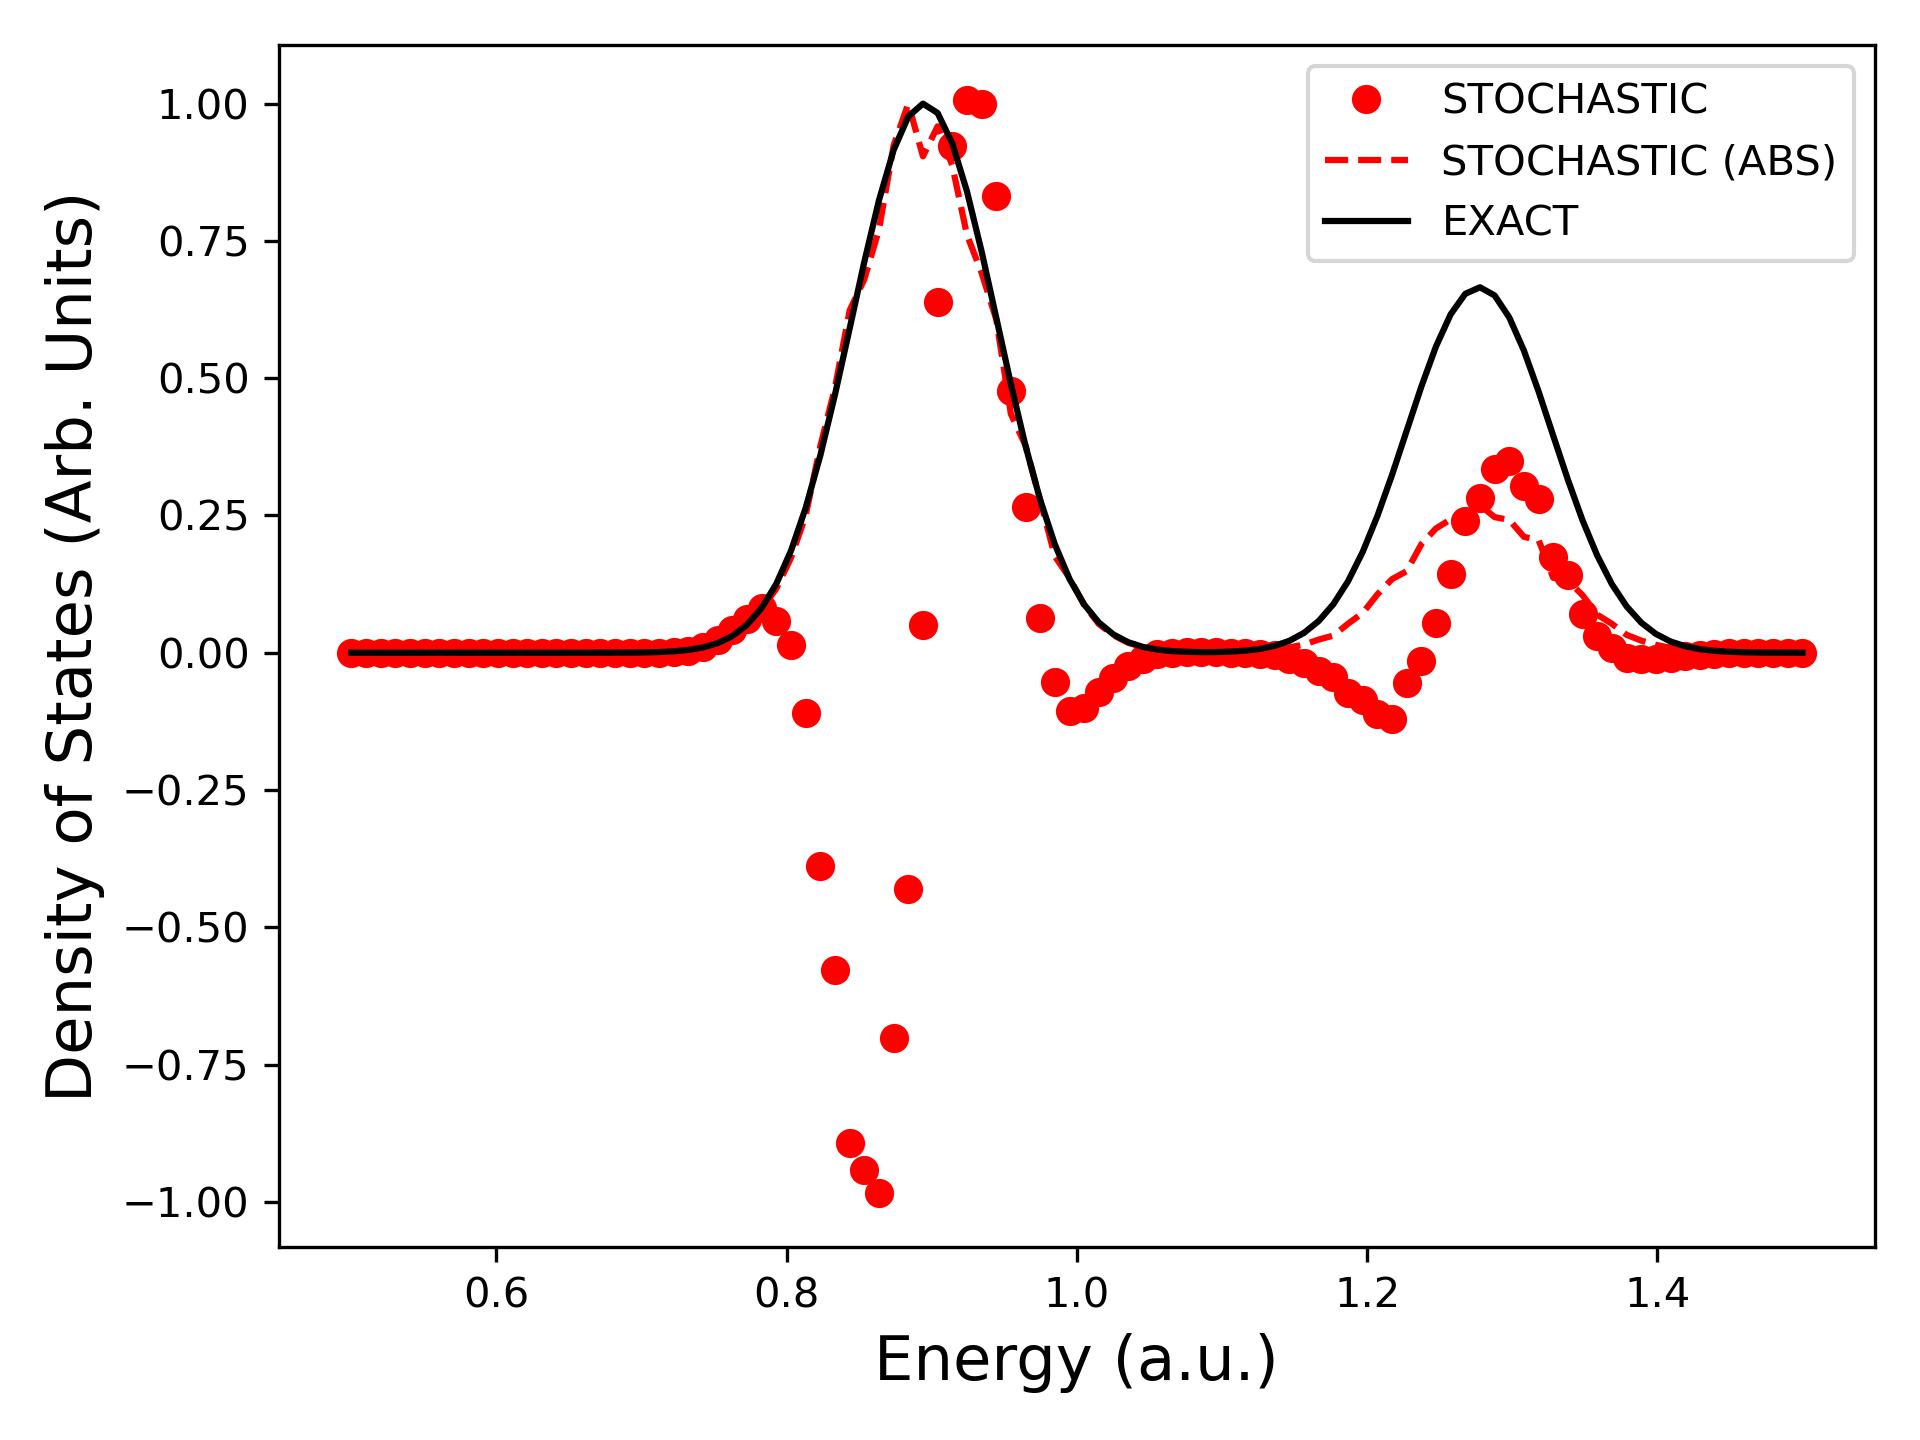 STOCHASTIC
STOCHASTIC (ABS)
EXACT
Density of States (Arb. Units)
1.00
0.75
0.50
0.25
0.00
−0.25
−0.50
−0.75
−1.00
0.6 0.8 1.0 1.2 1.4
Energy (a.u.)